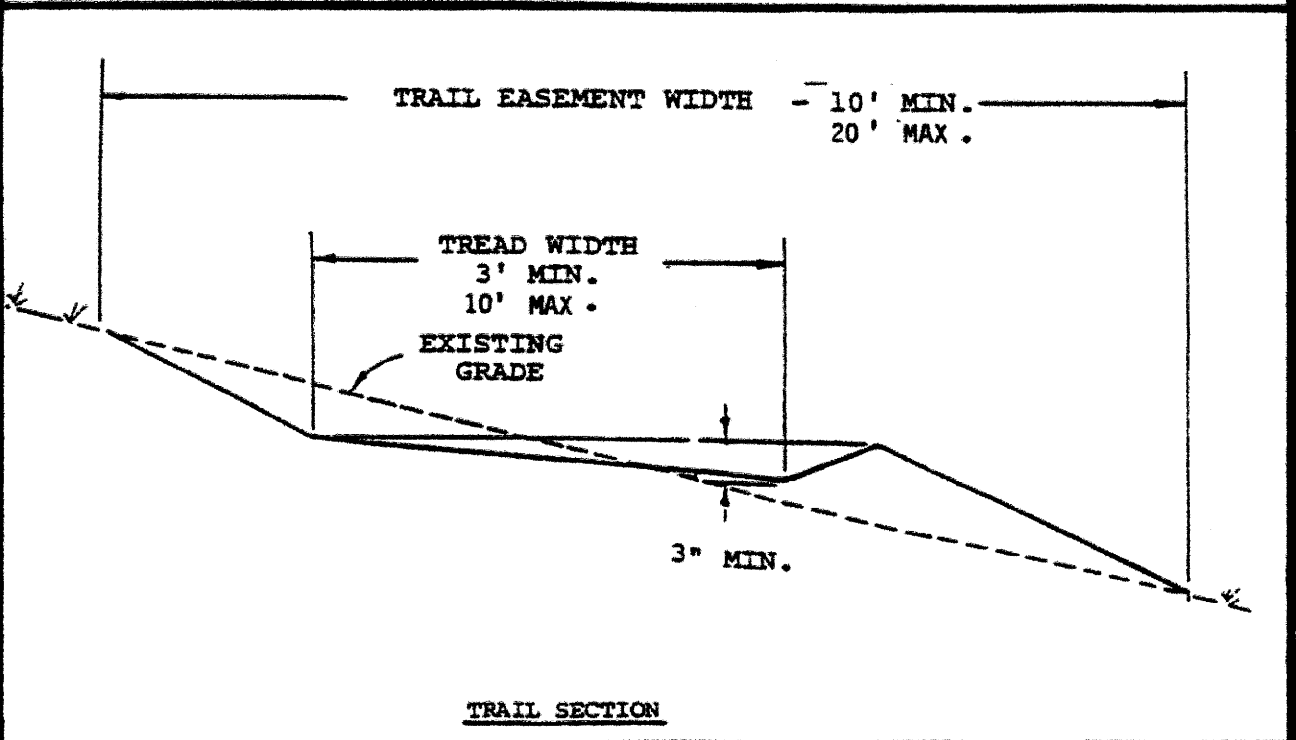 TRAIL EASEMENT WIDTH - 10' MIN.
20' MAX.
TREAD WIDTH
3' MIN.
10' MAX.
EXISTING
GRADE
3" MIN.
TRAIL SECTION